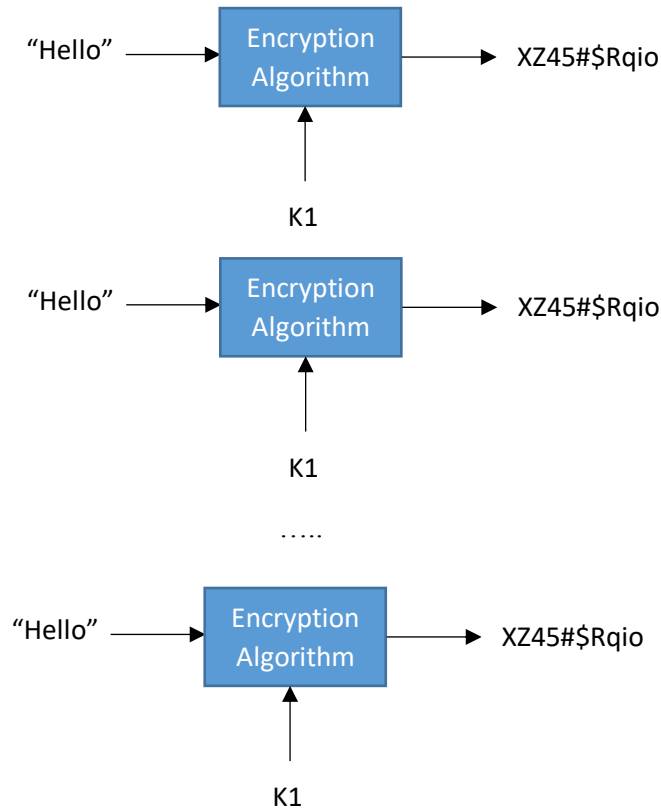 “Hello”
Encryption
Algorithm
XZ45#$Rqio
K1
“Hello”
Encryption
Algorithm
XZ45#$Rqio
K1
…..
“Hello”
Encryption
Algorithm
XZ45#$Rqio
K1